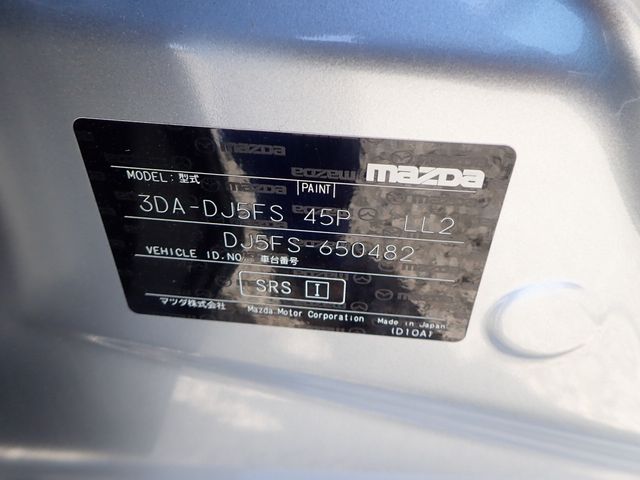 mazda
MODEL: 型式 PAINT
3DA-DJ5FS 45P LL2
DJ5FS-650482
VEHICLE ID.NO 車台番号
SRS I
マツダ株式会社 Mazda Motor Corporation Made in Japan
(D10A)